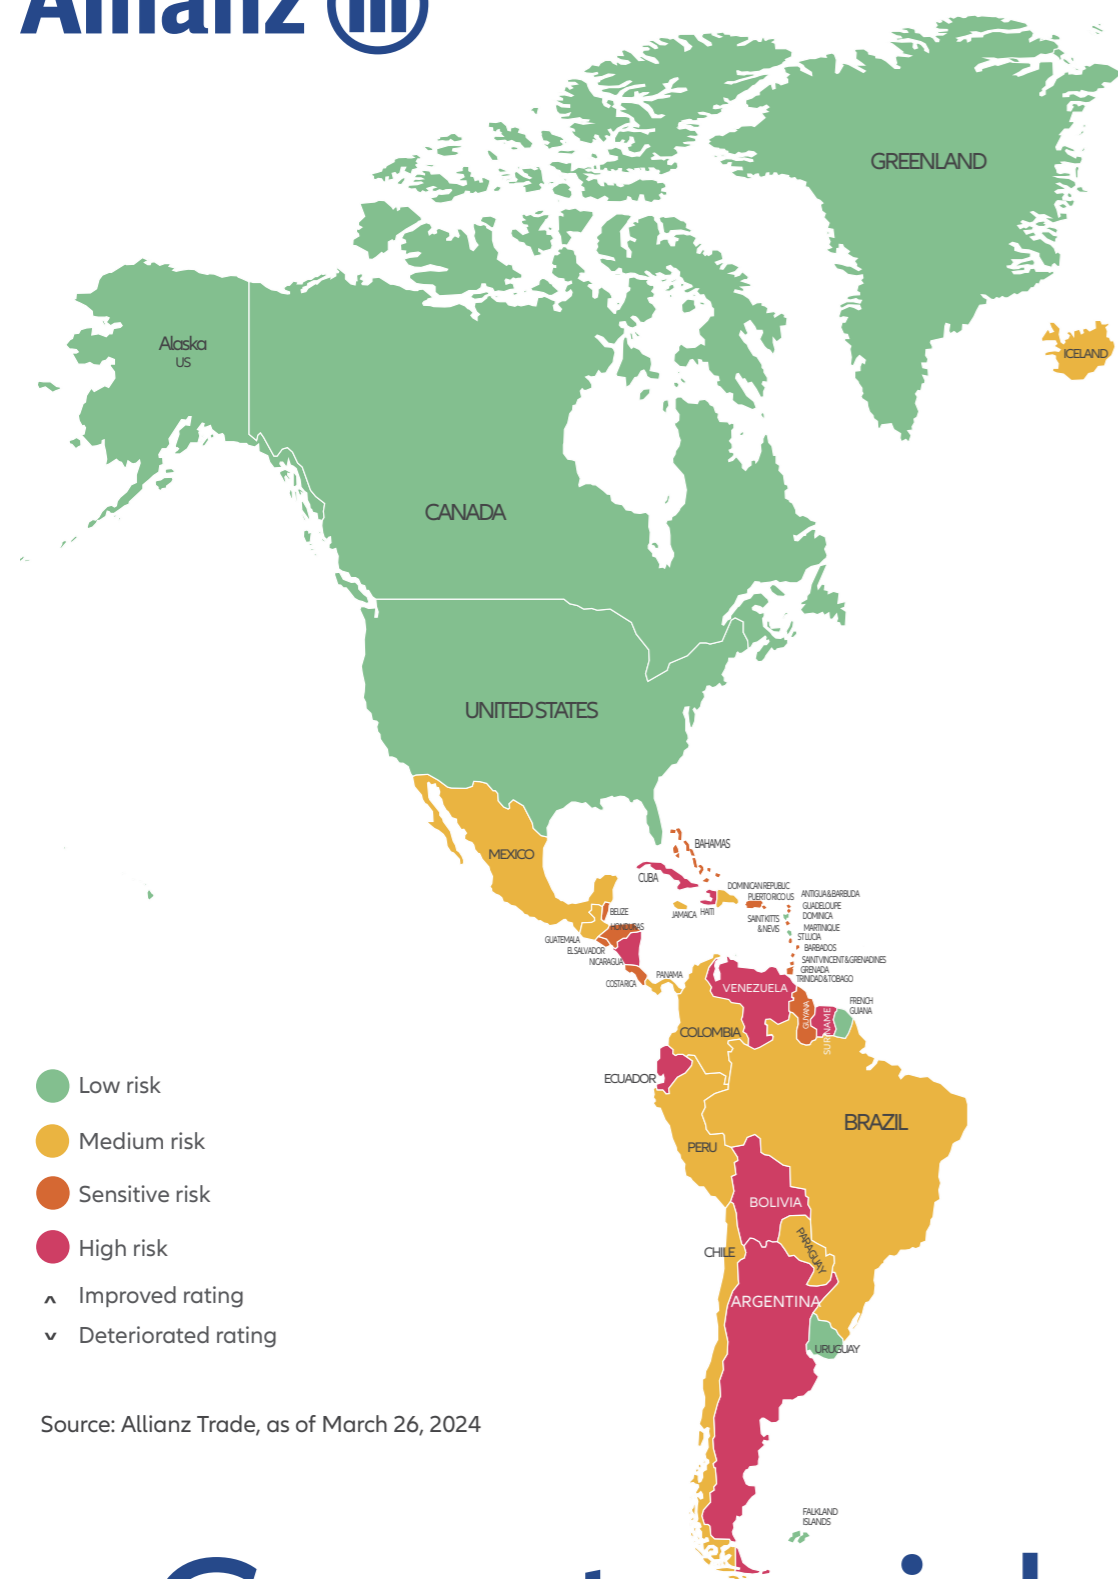 Allianz
GREENLAND
Alaska
US
ICELAND
CANADA
UNITED STATES
MEXICO
BAHAMAS
CUBA
DOMINICAN REPUBLIC
PUERTO RICO US
ANTIGUA & BARBUDA
GUADELOUPE
JAMAICA
HAITI
DOMINICA
BELIZE
SAINT KITTS
& NEVIS
MARTINIQUE
HONDURAS
ST LUCIA
GUATEMALA
BARBADOS
EL SALVADOR
SAINT VINCENT & GRENADINES
NICARAGUA
GRENADA
PANAMA
TRINIDAD & TOBAGO
COSTA RICA
VENEZUELA
FRENCH
GUIANA
GUYANA
SURINAME
COLOMBIA
ECUADOR
BRAZIL
PERU
BOLIVIA
PARAGUAY
CHILE
ARGENTINA
URUGUAY
FALKLAND
ISLANDS
Low risk
Medium risk
Sensitive risk
High risk
^ Improved rating
v Deteriorated rating
Source: Allianz Trade, as of March 26, 2024